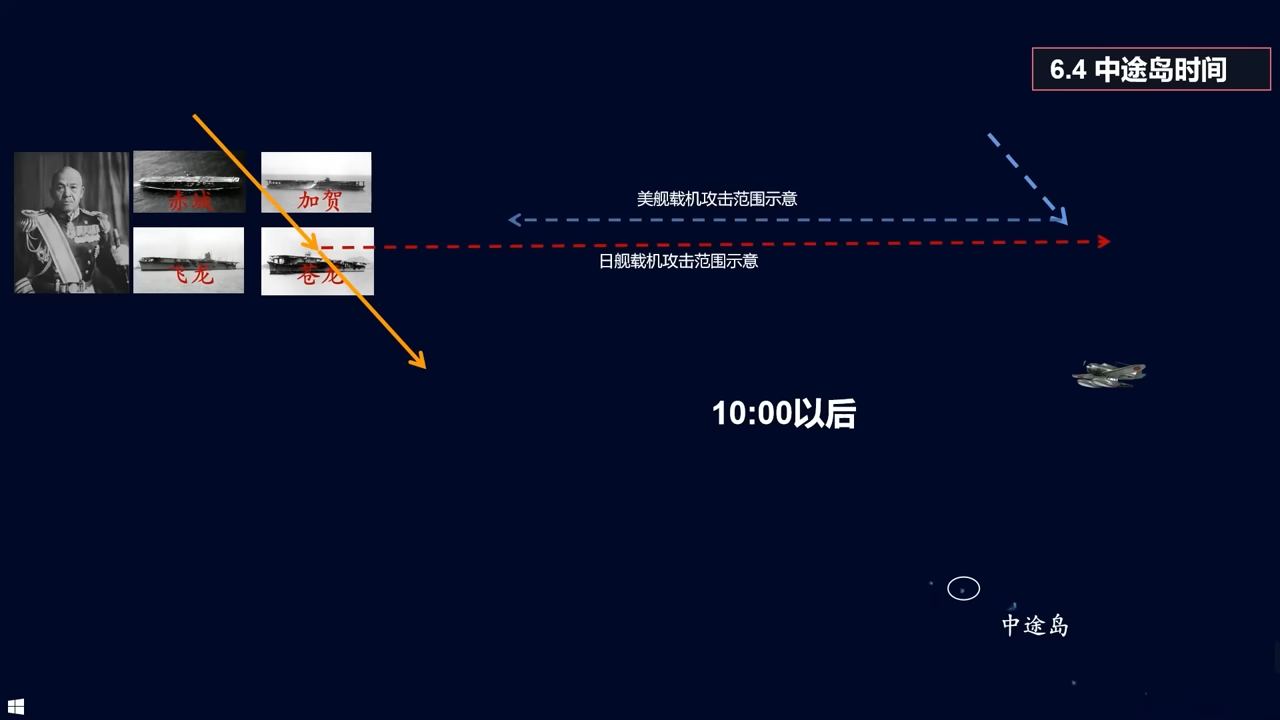 6.4 中途岛时间
赤城
加贺
美舰载机攻击范围示意
日舰载机攻击范围示意
飞龙
苍龙
10:00以后
中途岛